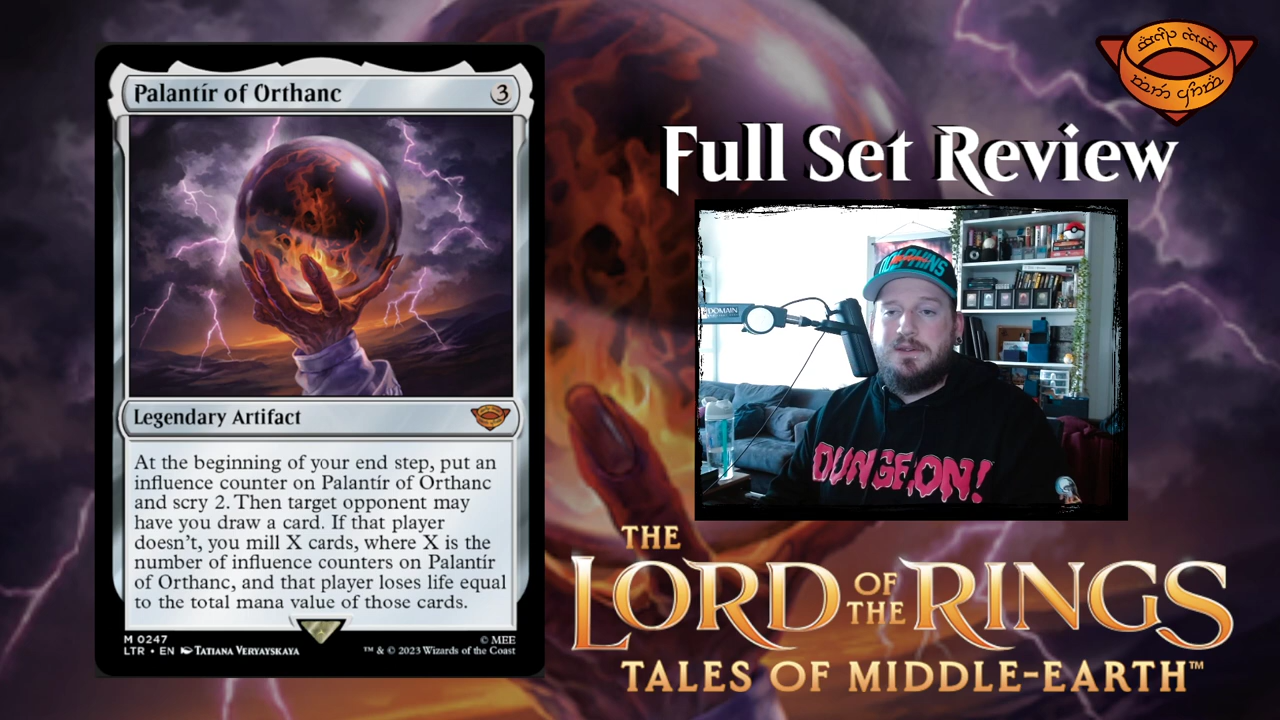 Palantír of Orthanc 3
Legendary Artifact
At the beginning of your end step, put an
influence counter on Palantír of Orthanc
and scry 2. Then target opponent may
have you draw a card. If that player
doesn't, you mill X cards, where X is the
number of influence counters on Palantír
of Orthanc, and that player loses life equal
to the total mana value of those cards.
M 0247
LTR • EN Tatiana Veryayskaya
© MEE
™ & © 2023 Wizards of the Coast
Full Set Review
DOLPHINS
DOMAIN
DUNGEON!
THE
LORD OF THE RINGS
TALES OF MIDDLE-EARTH™